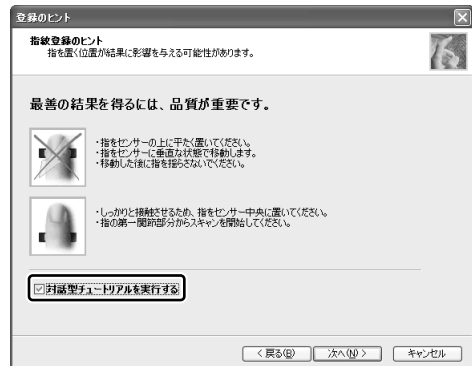 登録のヒント
指紋登録のヒント
指を置く位置が結果に影響を与える可能性があります。
最善の結果を得るには、品質が重要です。
・指をセンサーの上に平たく置いてください。
・指をセンサーに垂直な状態で移動します。
・移動した後に指を揺らさないでください。
・しっかりと接触させるため、指をセンサー中央に置いてください。
・指の第一関節部分からスキャンを開始してください。
対話型チュートリアルを実行する
< 戻る(B) 次へ(N) > キャンセル